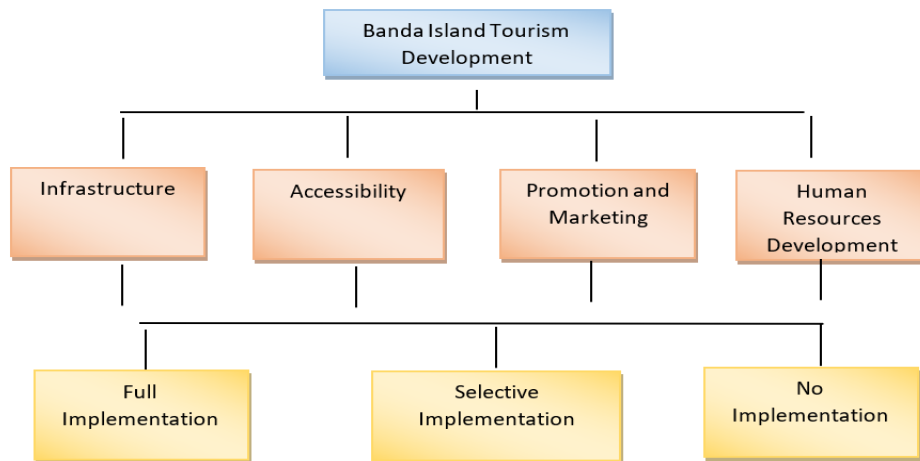 Banda Island Tourism
Development
Infrastructure
Accessibility
Promotion and
Marketing
Human
Resources
Development
Full
Implementation
Selective
Implementation
No
Implementation